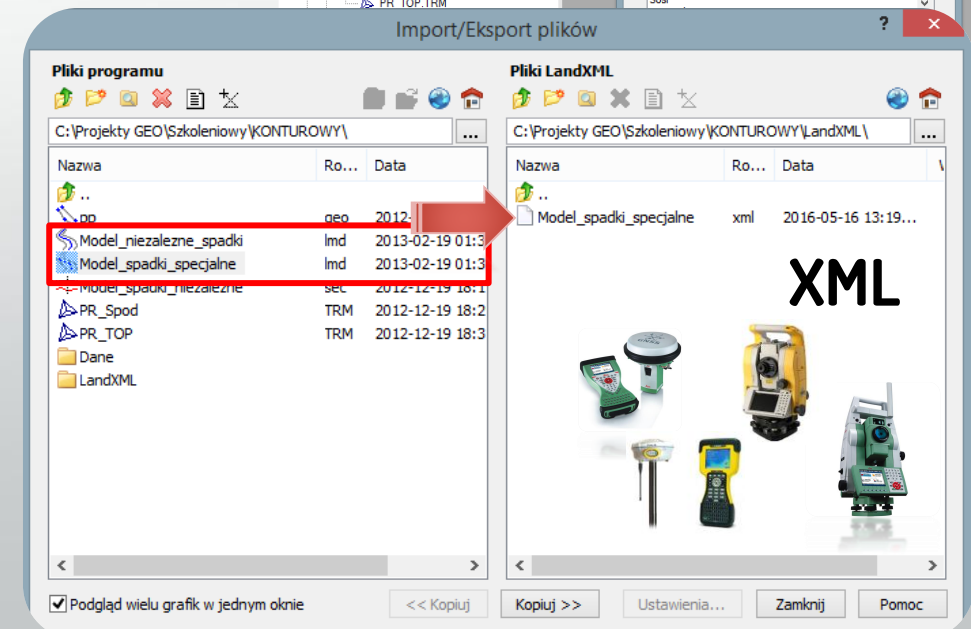 PR_TOP.TRM
Import/Eksport plików
?
Pliki programu
C:\Projekty GEO\Szkoleniowy\KONTUROWY\
...
Nazwa Ro... Data
..
pp geo 2012-
Model_niezalezne_spadki lmd 2013-02-19 01:3
Model_spadki_specjalne lmd 2013-02-19 01:3
Model_spadki_niezalezne sec 2012-12-19 18:1
PR_Spod TRM 2012-12-19 18:2
PR_TOP TRM 2012-12-19 18:3
Dane
LandXML
Pliki LandXML
C:\Projekty GEO\Szkoleniowy\KONTUROWY\LandXML\
...
Nazwa Ro... Data
..
Model_spadki_specjalne xml 2016-05-16 13:19...
XML
Podgląd wielu grafik w jednym oknie
<< Kopiuj
Kopiuj >>
Ustawienia...
Zamknij
Pomoc